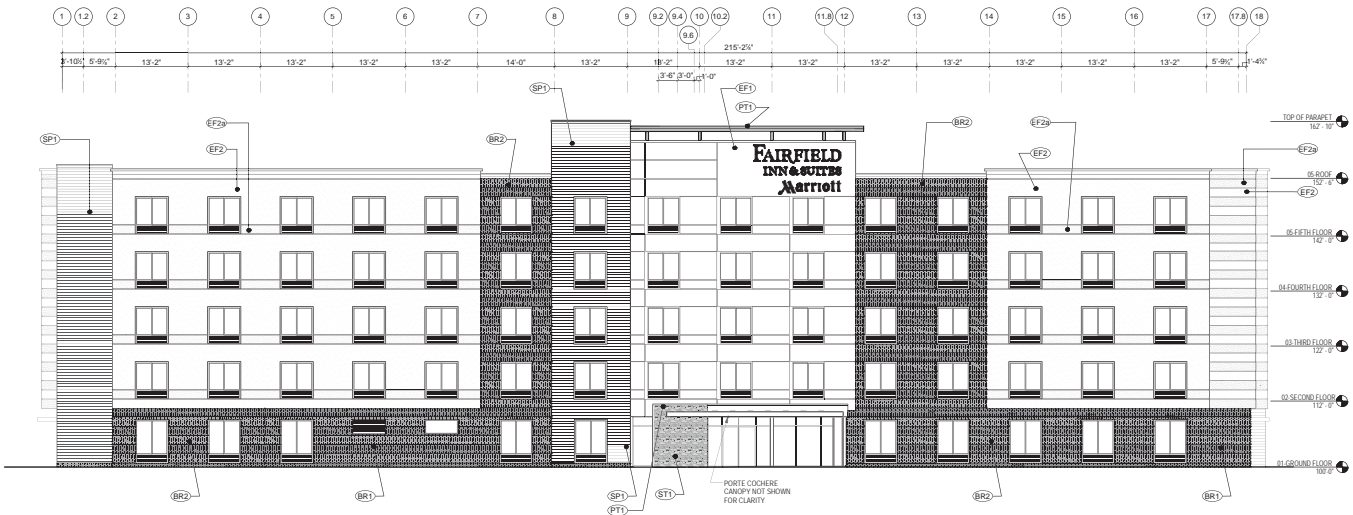 1 1.2 2 3 4 5 6 7 8 9 9.2 9.4 10 10.2 11 11.8 12 13 14 15 16 17 17.8 18
9.6
215'-2⅞"
5'-9¾" 13'-2" 13'-2" 13'-2" 13'-2" 13'-2" 14'-0" 13'-2" 13'-2" 13'-2" 13'-2" 13'-2" 13'-2" 13'-2" 13'-2" 13'-2" 5'-9¾" 1'-4¾"
3'-6" 3'-0" 1'-0"
SP1 EF1
PT1
TOP OF PARAPET
162' - 10"
EF2a BR2 EF2a
SP1 BR2
EF2 EF2 EF2a
FAIRFIELD
INN & SUITES
Marriott
05-ROOF
152' - 6"
EF2
05-FIFTH FLOOR
142' - 0"
04-FOURTH FLOOR
132' - 0"
03-THIRD FLOOR
122' - 0"
02-SECOND FLOOR
112' - 0"
01-GROUND FLOOR
100'-0"
BR2 BR1 SP1 ST1 BR2 BR1
PT1
PORTE COCHERE
CANOPY NOT SHOWN
FOR CLARITY